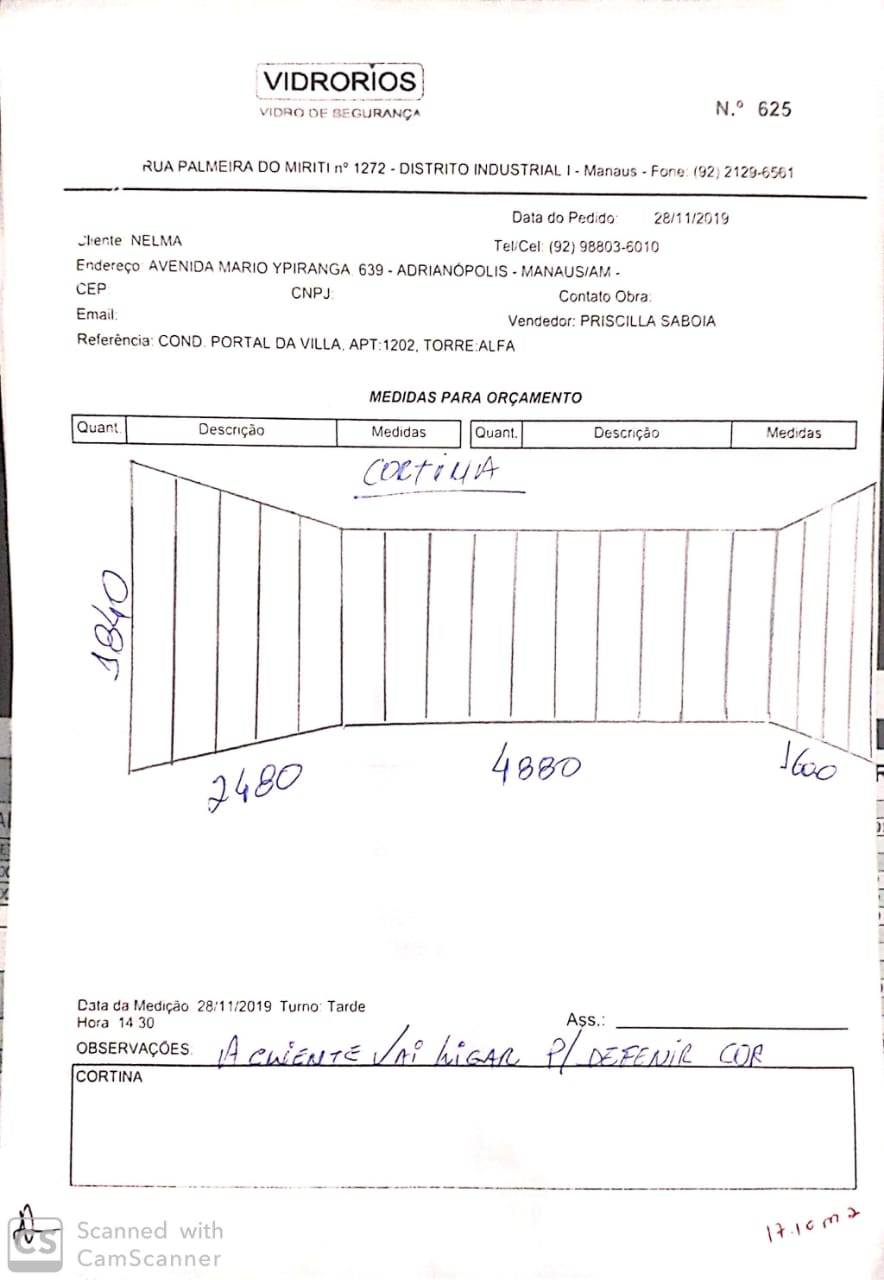 VIDRORIOS
VIDRO DE SEGURANÇA
N.º 625
RUA PALMEIRA DO MIRITI nº 1272 - DISTRITO INDUSTRIAL I - Manaus - Fone: (92) 2129-6561
Data do Pedido: 28/11/2019
Cliente NELMA
Tel/Cel: (92) 98803-6010
Endereço: AVENIDA MARIO YPIRANGA 639 - ADRIANÓPOLIS - MANAUS/AM -
CEP CNPJ: Contato Obra:
Email:
Vendedor: PRISCILLA SABOIA
Referência: COND. PORTAL DA VILLA, APT:1202, TORRE:ALFA
MEDIDAS PARA ORÇAMENTO
Quant. Descrição Medidas Quant. Descrição Medidas
CORTINA
1840
2480 4880 1600
Data da Medição 28/11/2019 Turno: Tarde
Hora 14 30
Ass.:
OBSERVAÇÕES: A CLIENTE VAI LIGAR P/ DEFENIR COR
CORTINA
17.16 m2
CS Scanned with
CamScanner